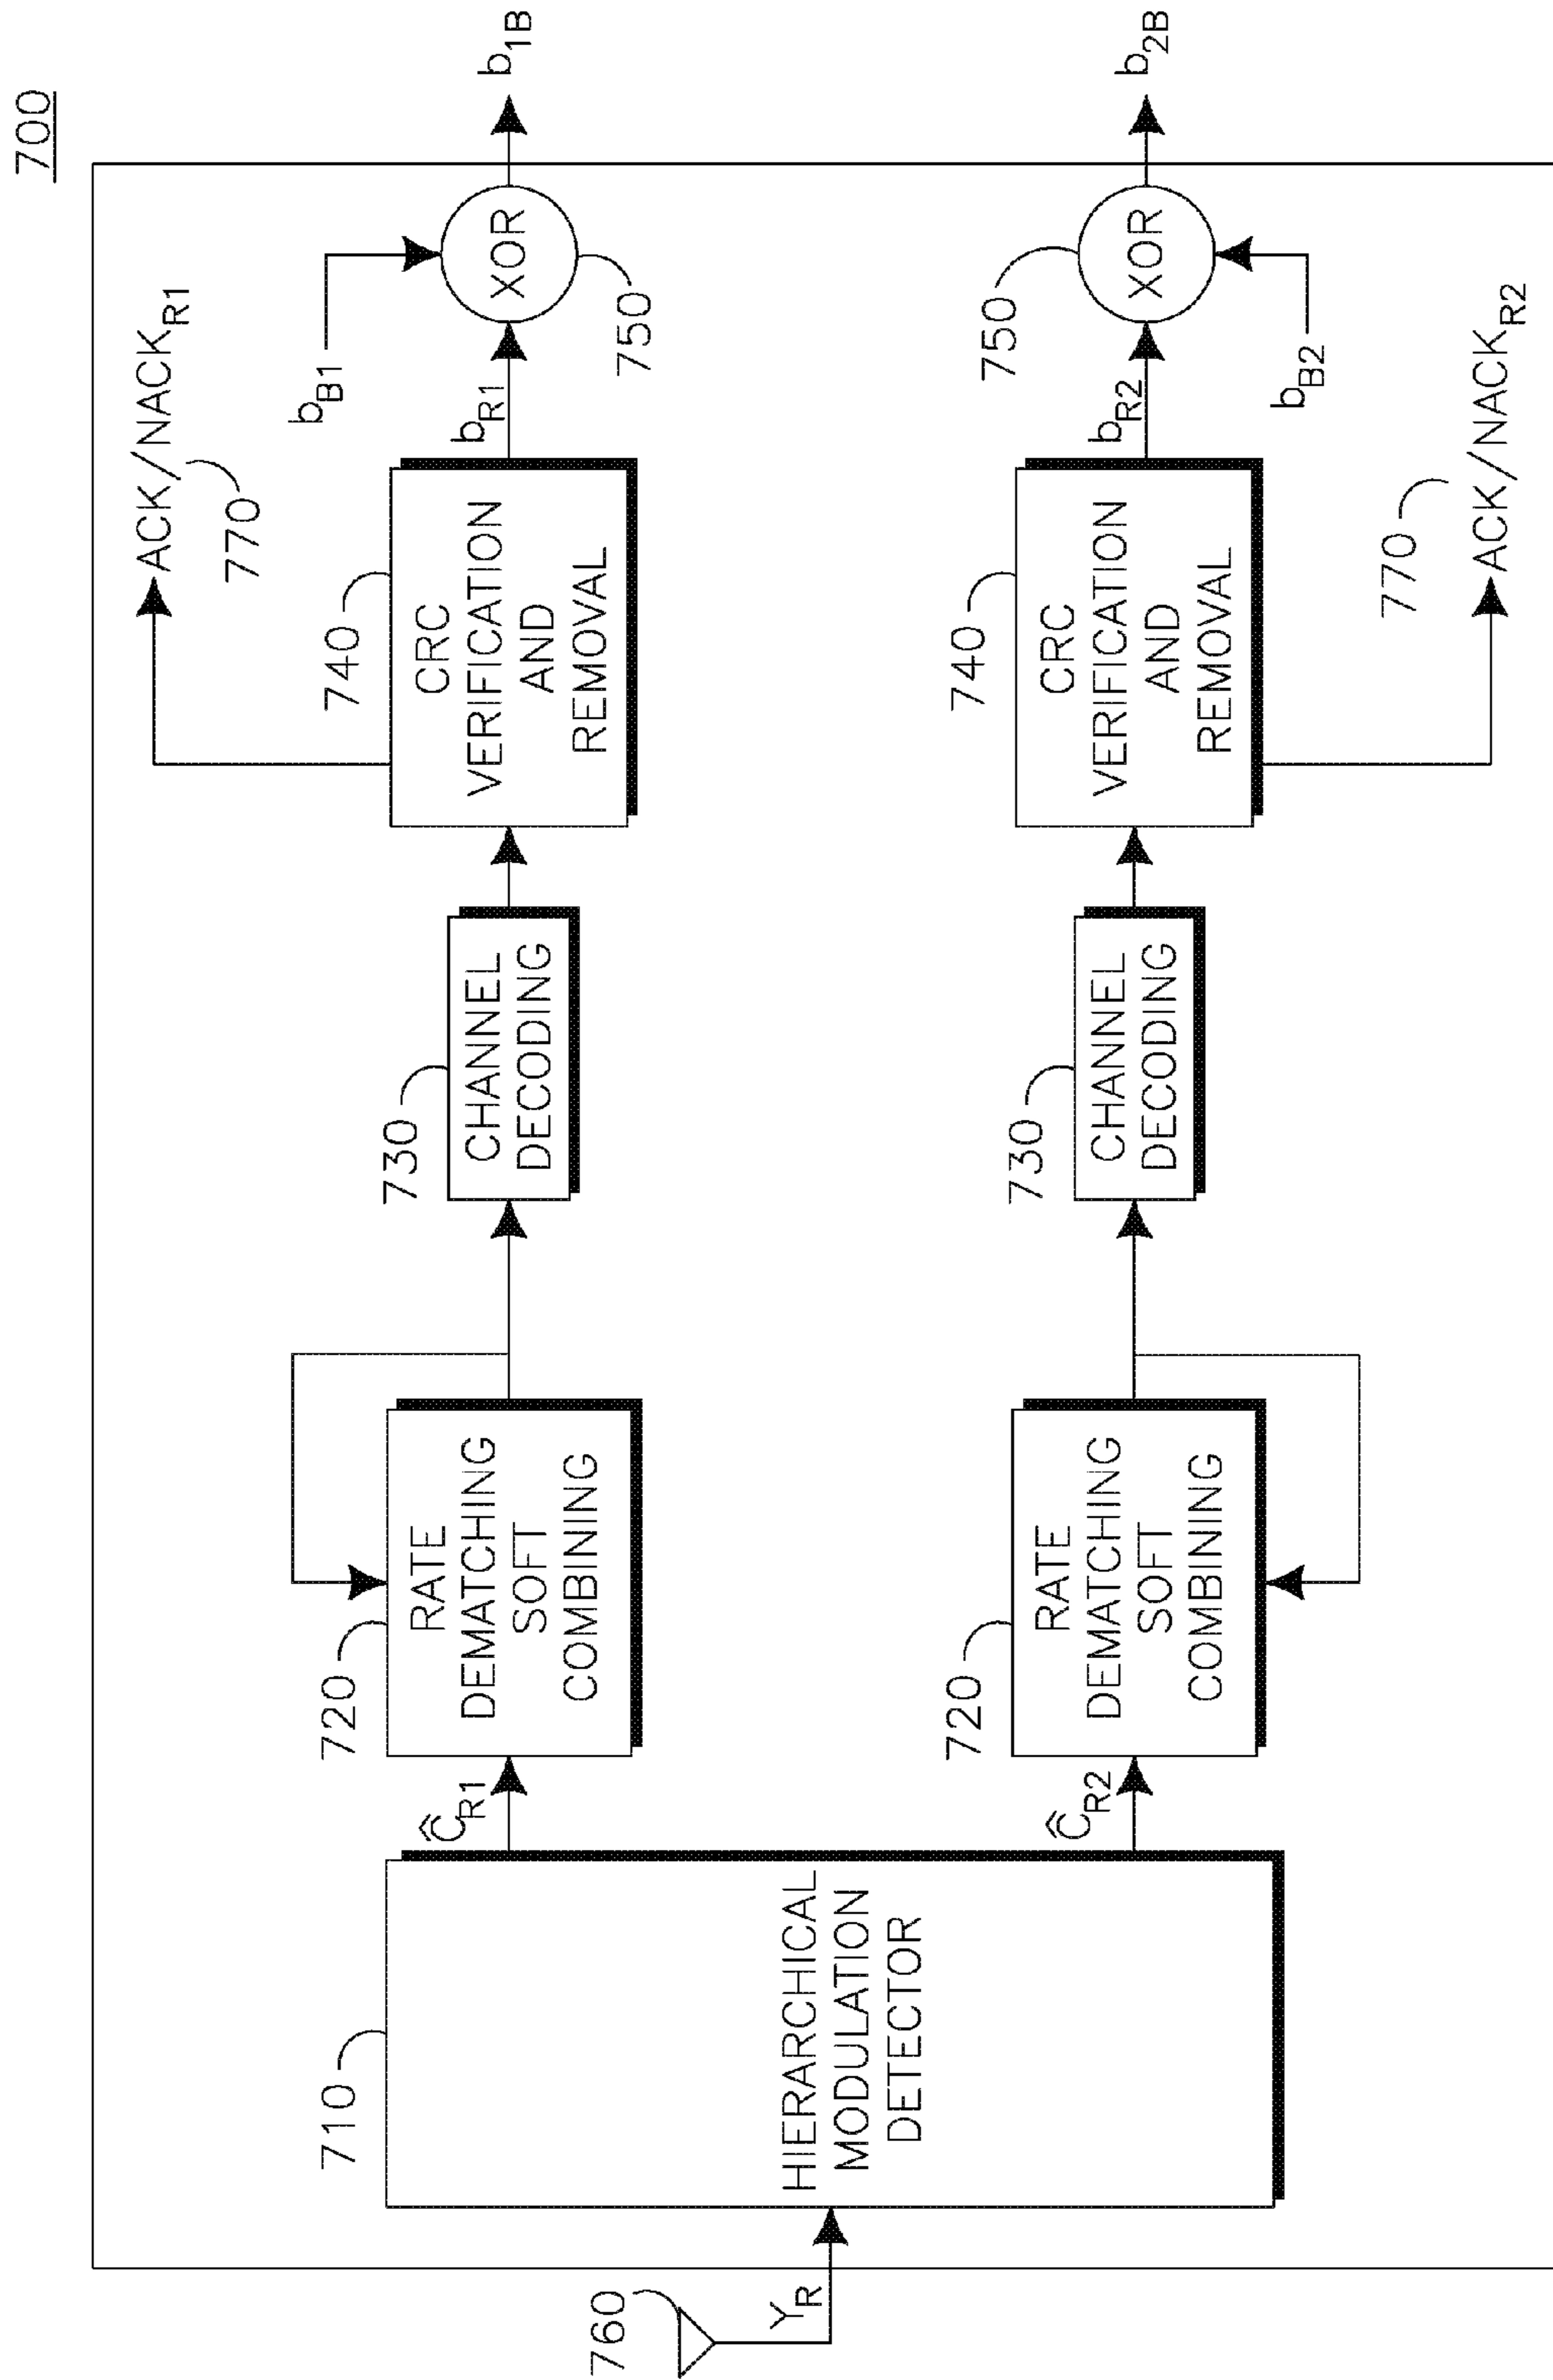 700
760
Y_R
710
HIERARCHICAL
MODULATION
DETECTOR
Ĉ_R1
720
RATE
DEMATCHING
SOFT
COMBINING
730
CHANNEL
DECODING
740
CRC
VERIFICATION
AND
REMOVAL
ACK/NACK_R1
770
b_R1
b_B1
XOR
750
b_1B
Ĉ_R2
720
RATE
DEMATCHING
SOFT
COMBINING
730
CHANNEL
DECODING
740
CRC
VERIFICATION
AND
REMOVAL
770
ACK/NACK_R2
b_R2
b_B2
750
XOR
b_2B